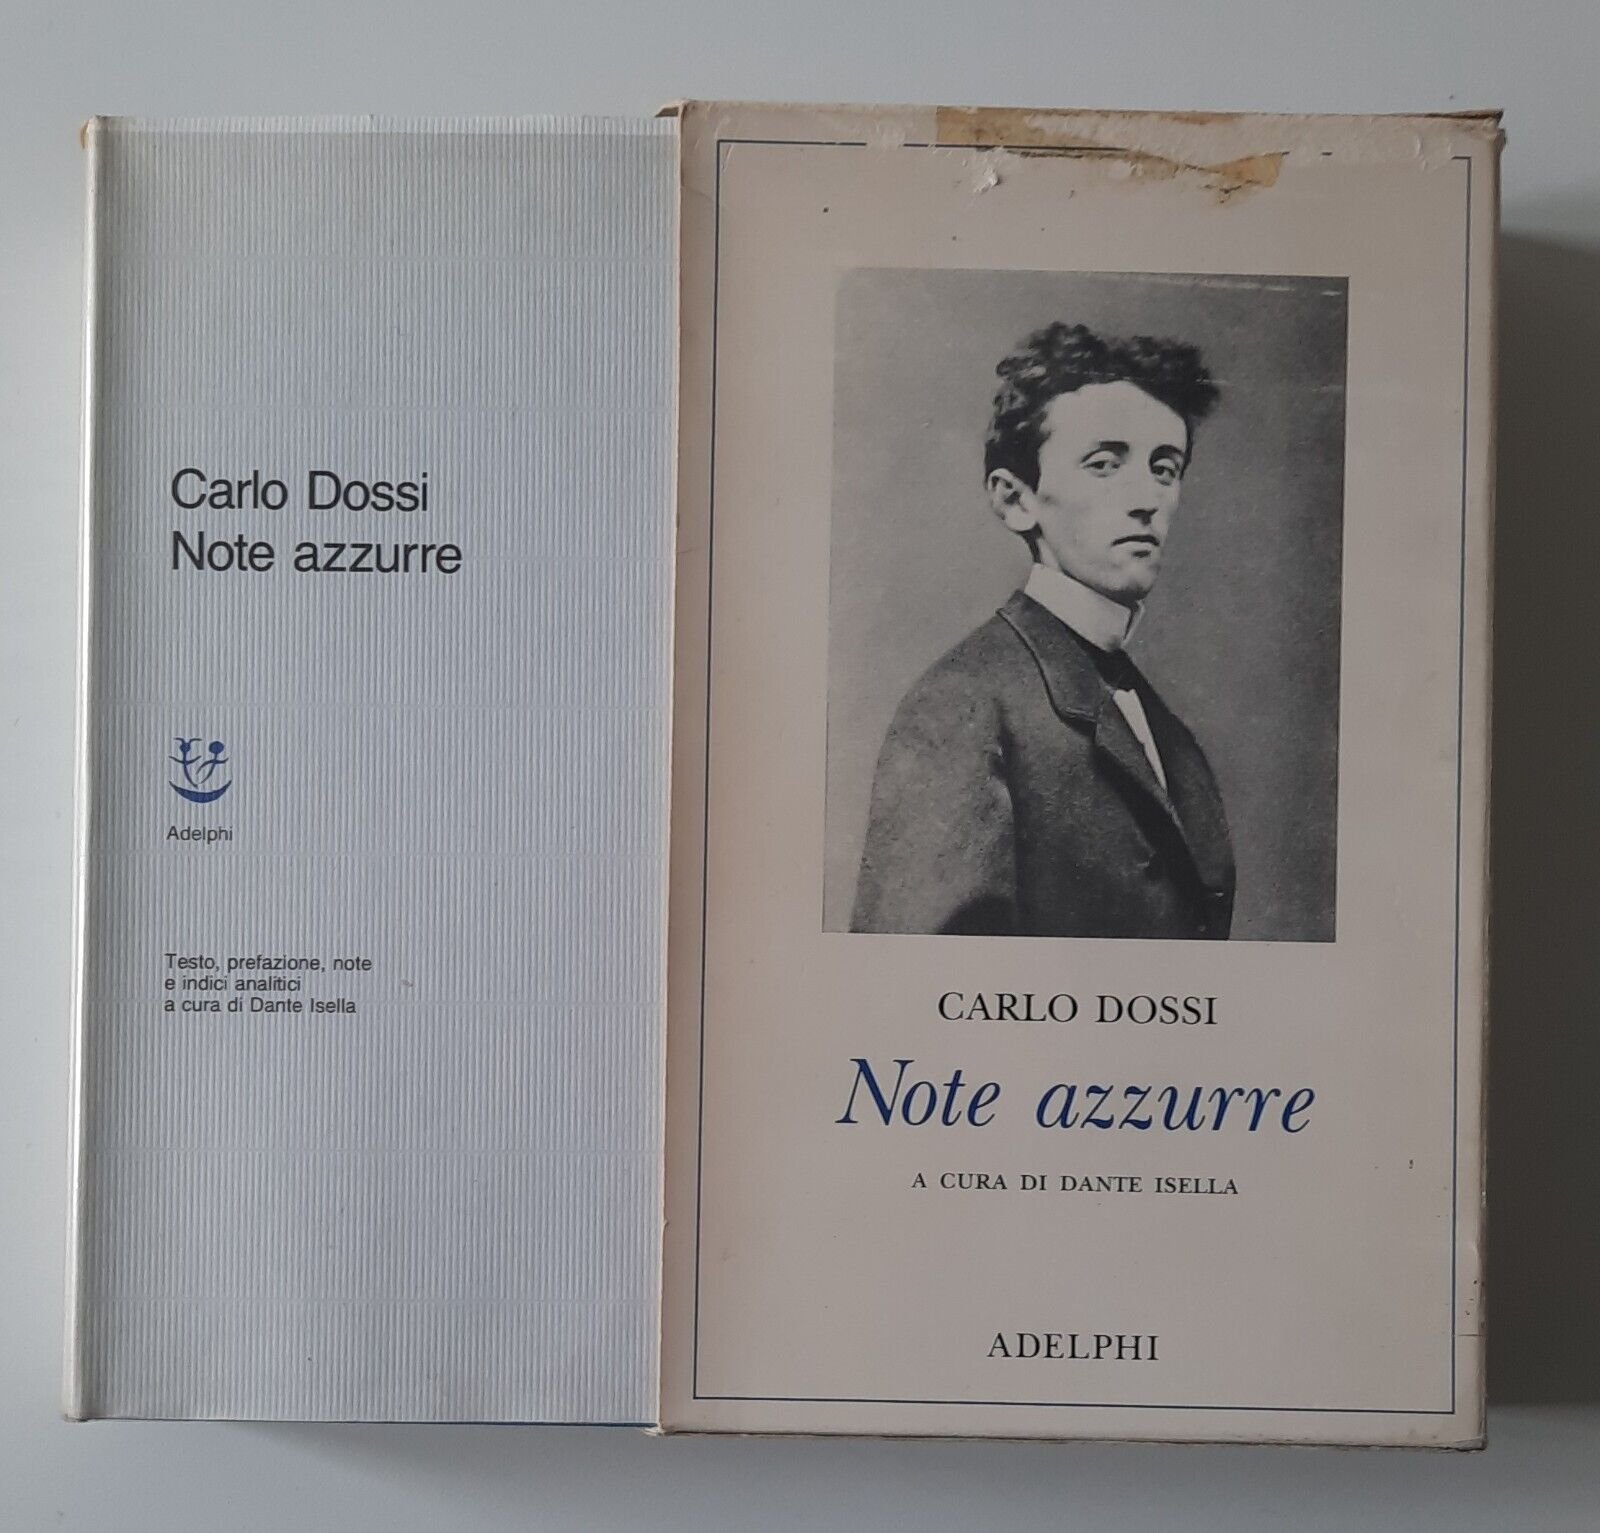 Carlo Dossi
Note azzurre
Adelphi
Testo, prefazione, note
e indici analitici
a cura di Dante Isella
CARLO DOSSI
Note azzurre
A CURA DI DANTE ISELLA
ADELPHI